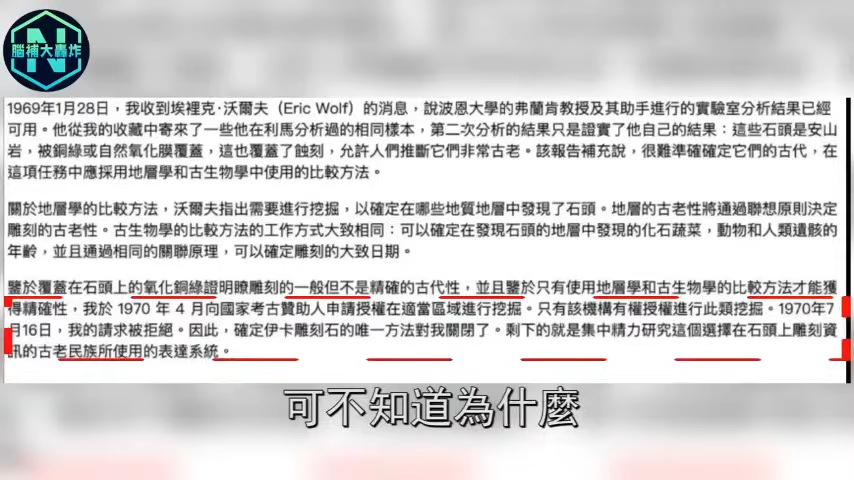 腦補大轟炸
1969年1月28日，我收到埃裡克·沃爾夫（Eric Wolf）的消息，說波恩大學的弗蘭肯教授及其助手進行的實驗室分析結果已經
可用。他從我的收藏中寄來了一些他在利馬分析過的相同樣本，第二次分析的結果只是證實了他自己的結果：這些石頭是安山
岩，被銅綠或自然氧化膜覆蓋，這也覆蓋了蝕刻，允許人們推斷它們非常古老。該報告補充說，很難準確確定它們的古代，在
這項任務中應採用地層學和古生物學中使用的比較方法。
關於地層學的比較方法，沃爾夫指出需要進行挖掘，以確定在哪些地質地層中發現了石頭。地層的古老性將通過聯想原則決定
雕刻的古老性。古生物學的比較方法的工作方式大致相同：可以確定在發現石頭的地層中發現的化石蔬菜，動物和人類遺骸的
年齡，並且通過相同的關聯原理，可以確定雕刻的大致日期。
鑒於覆蓋在石頭上的氧化銅綠證明瞭雕刻的一般但不是精確的古代性，並且鑒於只有使用地層學和古生物學的比較方法才能獲
得精確性，我於 1970 年 4 月向國家考古贊助人申請授權在適當區域進行挖掘。只有該機構有權授權進行此類挖掘。1970年7
月16日，我的請求被拒絕。因此，確定伊卡雕刻石的唯一方法對我關閉了。剩下的就是集中精力研究這個選擇在石頭上雕刻資
訊的古老民族所使用的表達系統。
可不知道為什麼